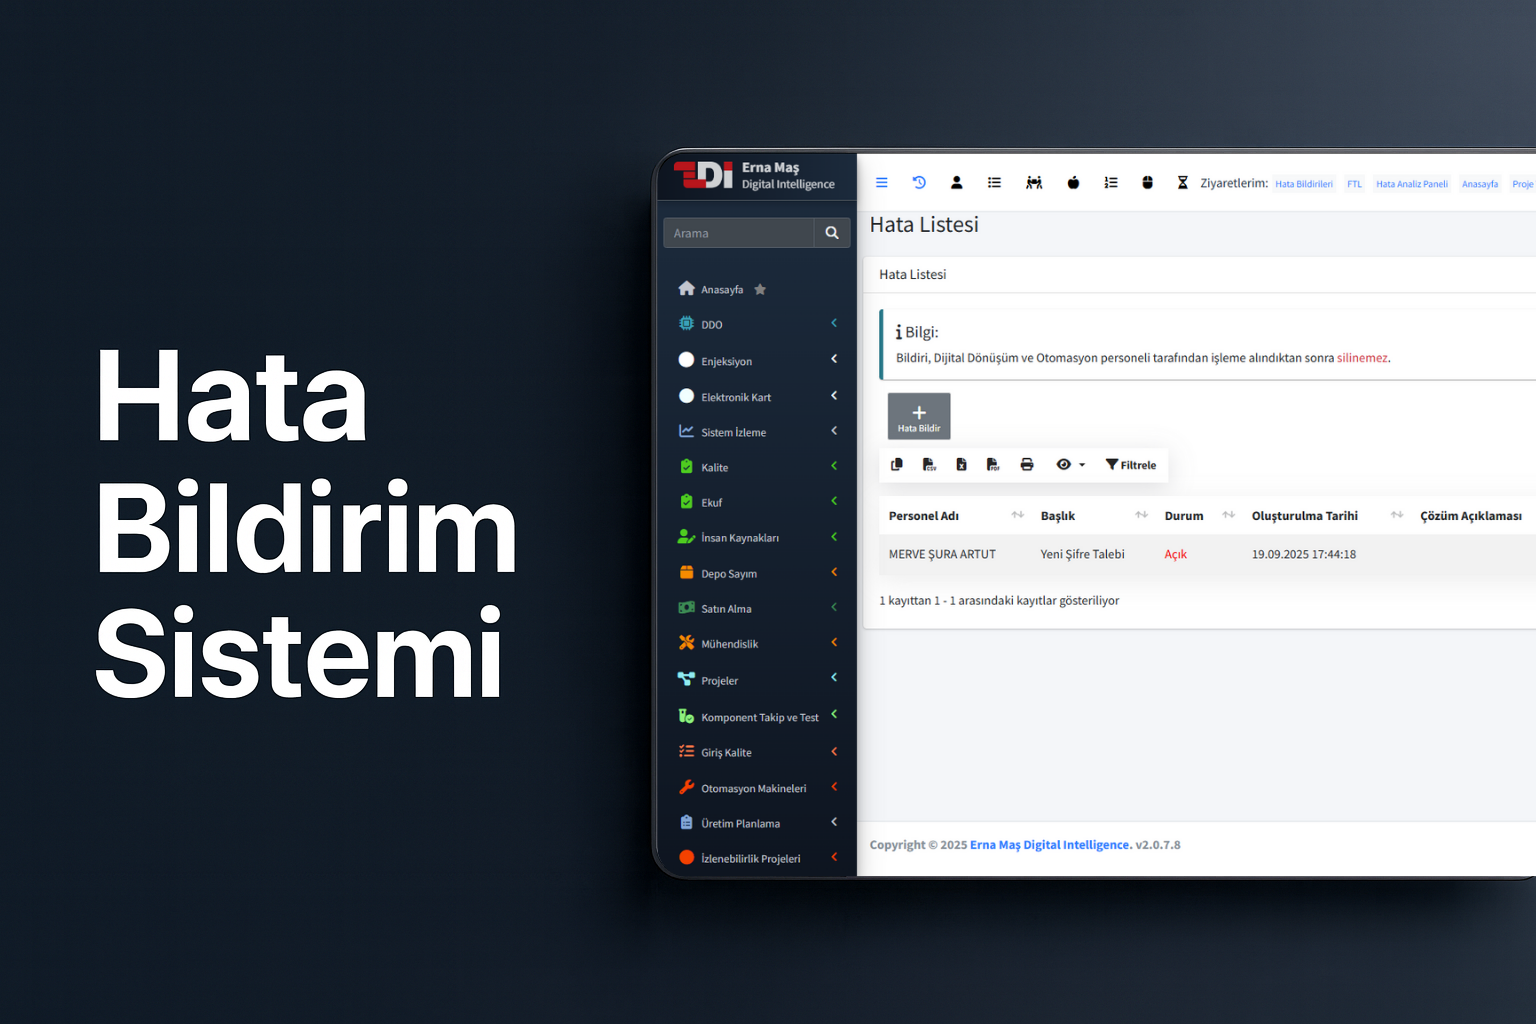 Hata
Bildirim
Sistemi
EDi Erna Maş
Digital Intelligence
Arama
Anasayfa
DDO
Enjeksiyon
Elektronik Kart
Sistem İzleme
Kalite
Ekuf
İnsan Kaynakları
Depo Sayım
Satın Alma
Mühendislik
Projeler
Komponent Takip ve Test
Giriş Kalite
Otomasyon Makineleri
Üretim Planlama
İzlenebilirlik Projeleri
Ziyaretlerim: Hata Bildirileri FTL Hata Analiz Paneli Anasayfa Proje
Hata Listesi
Hata Listesi
Bilgi:
Bildiri, Dijital Dönüşüm ve Otomasyon personeli tarafından işleme alındıktan sonra silinemez.
Hata Bildir
CSV PDF Filtrele
Personel Adı Başlık Durum Oluşturulma Tarihi Çözüm Açıklaması
MERVE ŞURA ARTUT Yeni Şifre Talebi Açık 19.09.2025 17:44:18
1 kayıttan 1 - 1 arasındaki kayıtlar gösteriliyor
Copyright © 2025 Erna Maş Digital Intelligence. v2.0.7.8